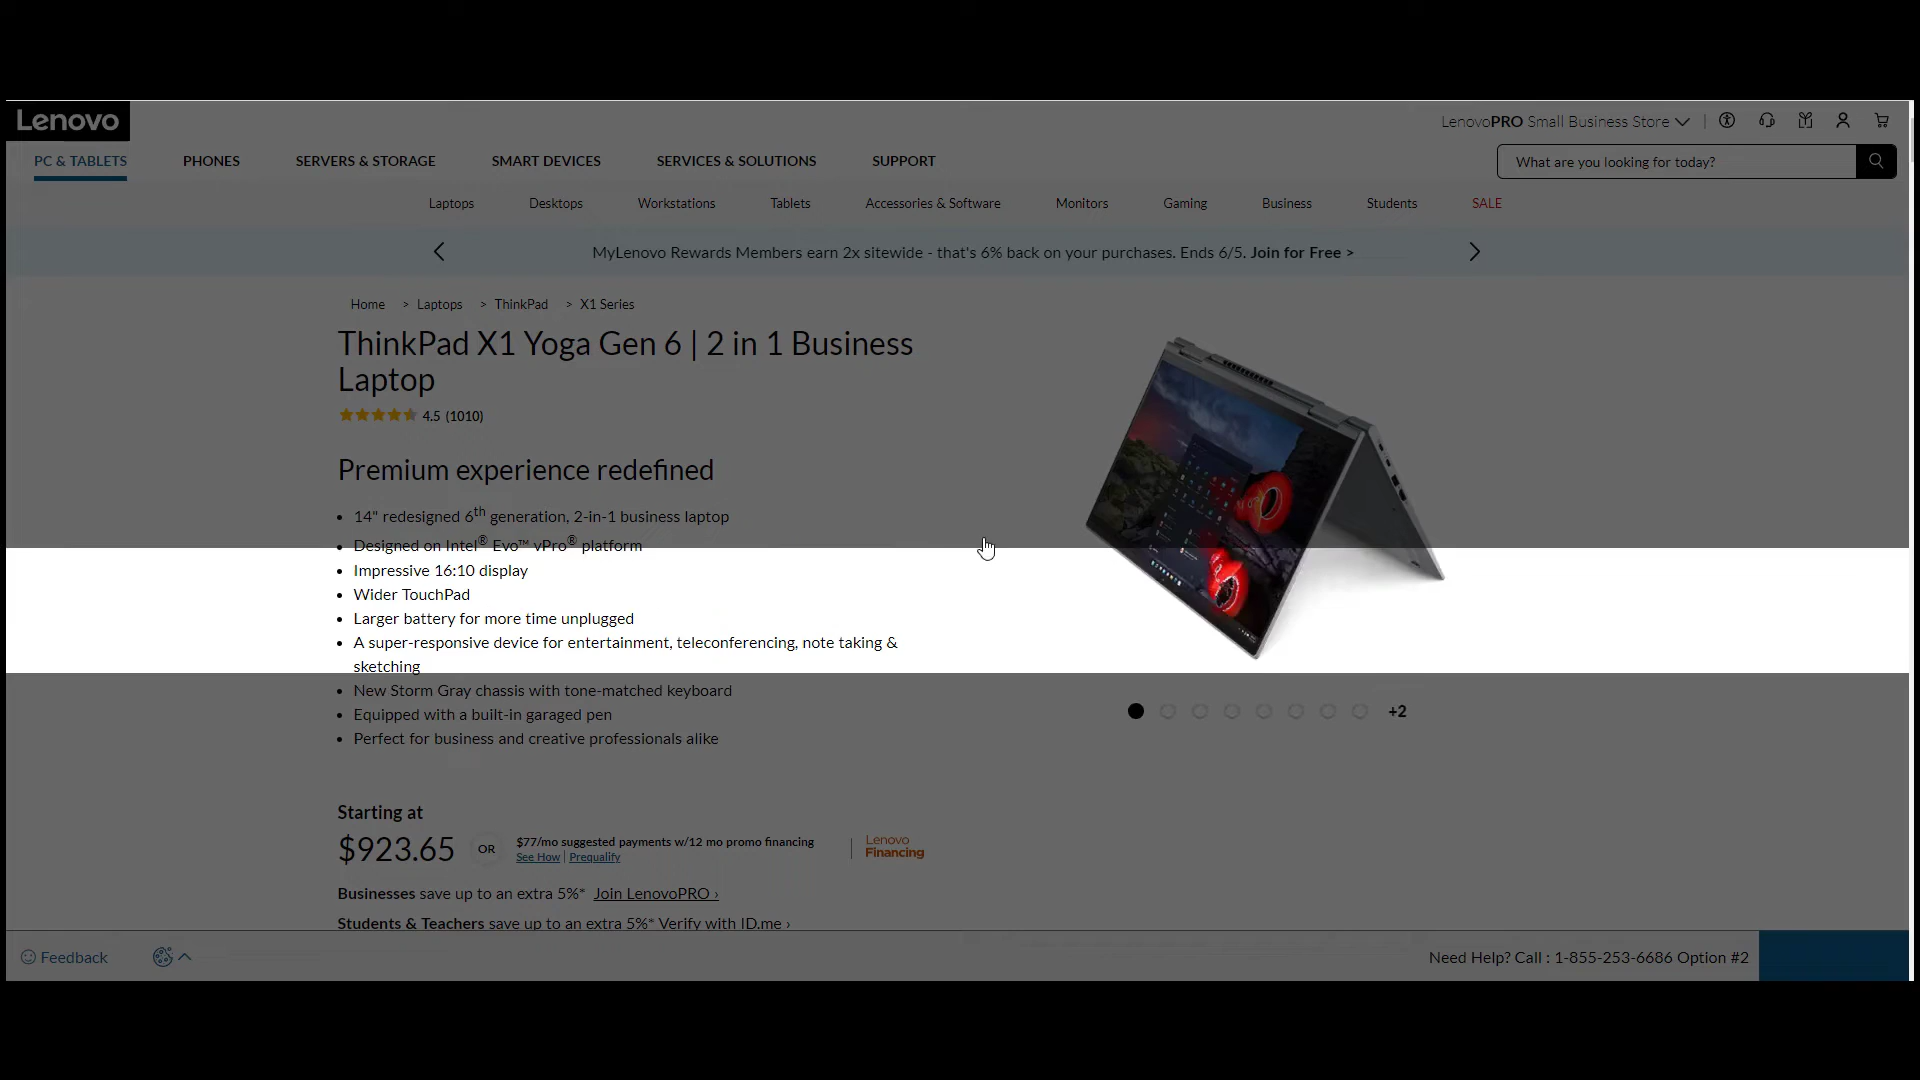 Lenovo
LenovoPRO Small Business Store
PC & TABLETS PHONES SERVERS & STORAGE SMART DEVICES SERVICES & SOLUTIONS SUPPORT
What are you looking for today?
Laptops Desktops Workstations Tablets Accessories & Software Monitors Gaming Business Students SALE
MyLenovo Rewards Members earn 2x sitewide - that's 6% back on your purchases. Ends 6/5. Join for Free >
Home > Laptops > ThinkPad > X1 Series
ThinkPad X1 Yoga Gen 6 | 2 in 1 Business
Laptop
4.5 (1010)
Premium experience redefined
• 14" redesigned 6th generation, 2-in-1 business laptop
• Designed on Intel® Evo™ vPro® platform
• Impressive 16:10 display
• Wider TouchPad
• Larger battery for more time unplugged
• A super-responsive device for entertainment, teleconferencing, note taking &
sketching
• New Storm Gray chassis with tone-matched keyboard
• Equipped with a built-in garaged pen
• Perfect for business and creative professionals alike
+2
Starting at
$923.65 OR $77/mo suggested payments w/12 mo promo financing
See How | Prequalify
Lenovo
Financing
Businesses save up to an extra 5%* Join LenovoPRO ›
Students & Teachers save up to an extra 5%* Verify with ID.me ›
Feedback
Need Help? Call : 1-855-253-6686 Option #2